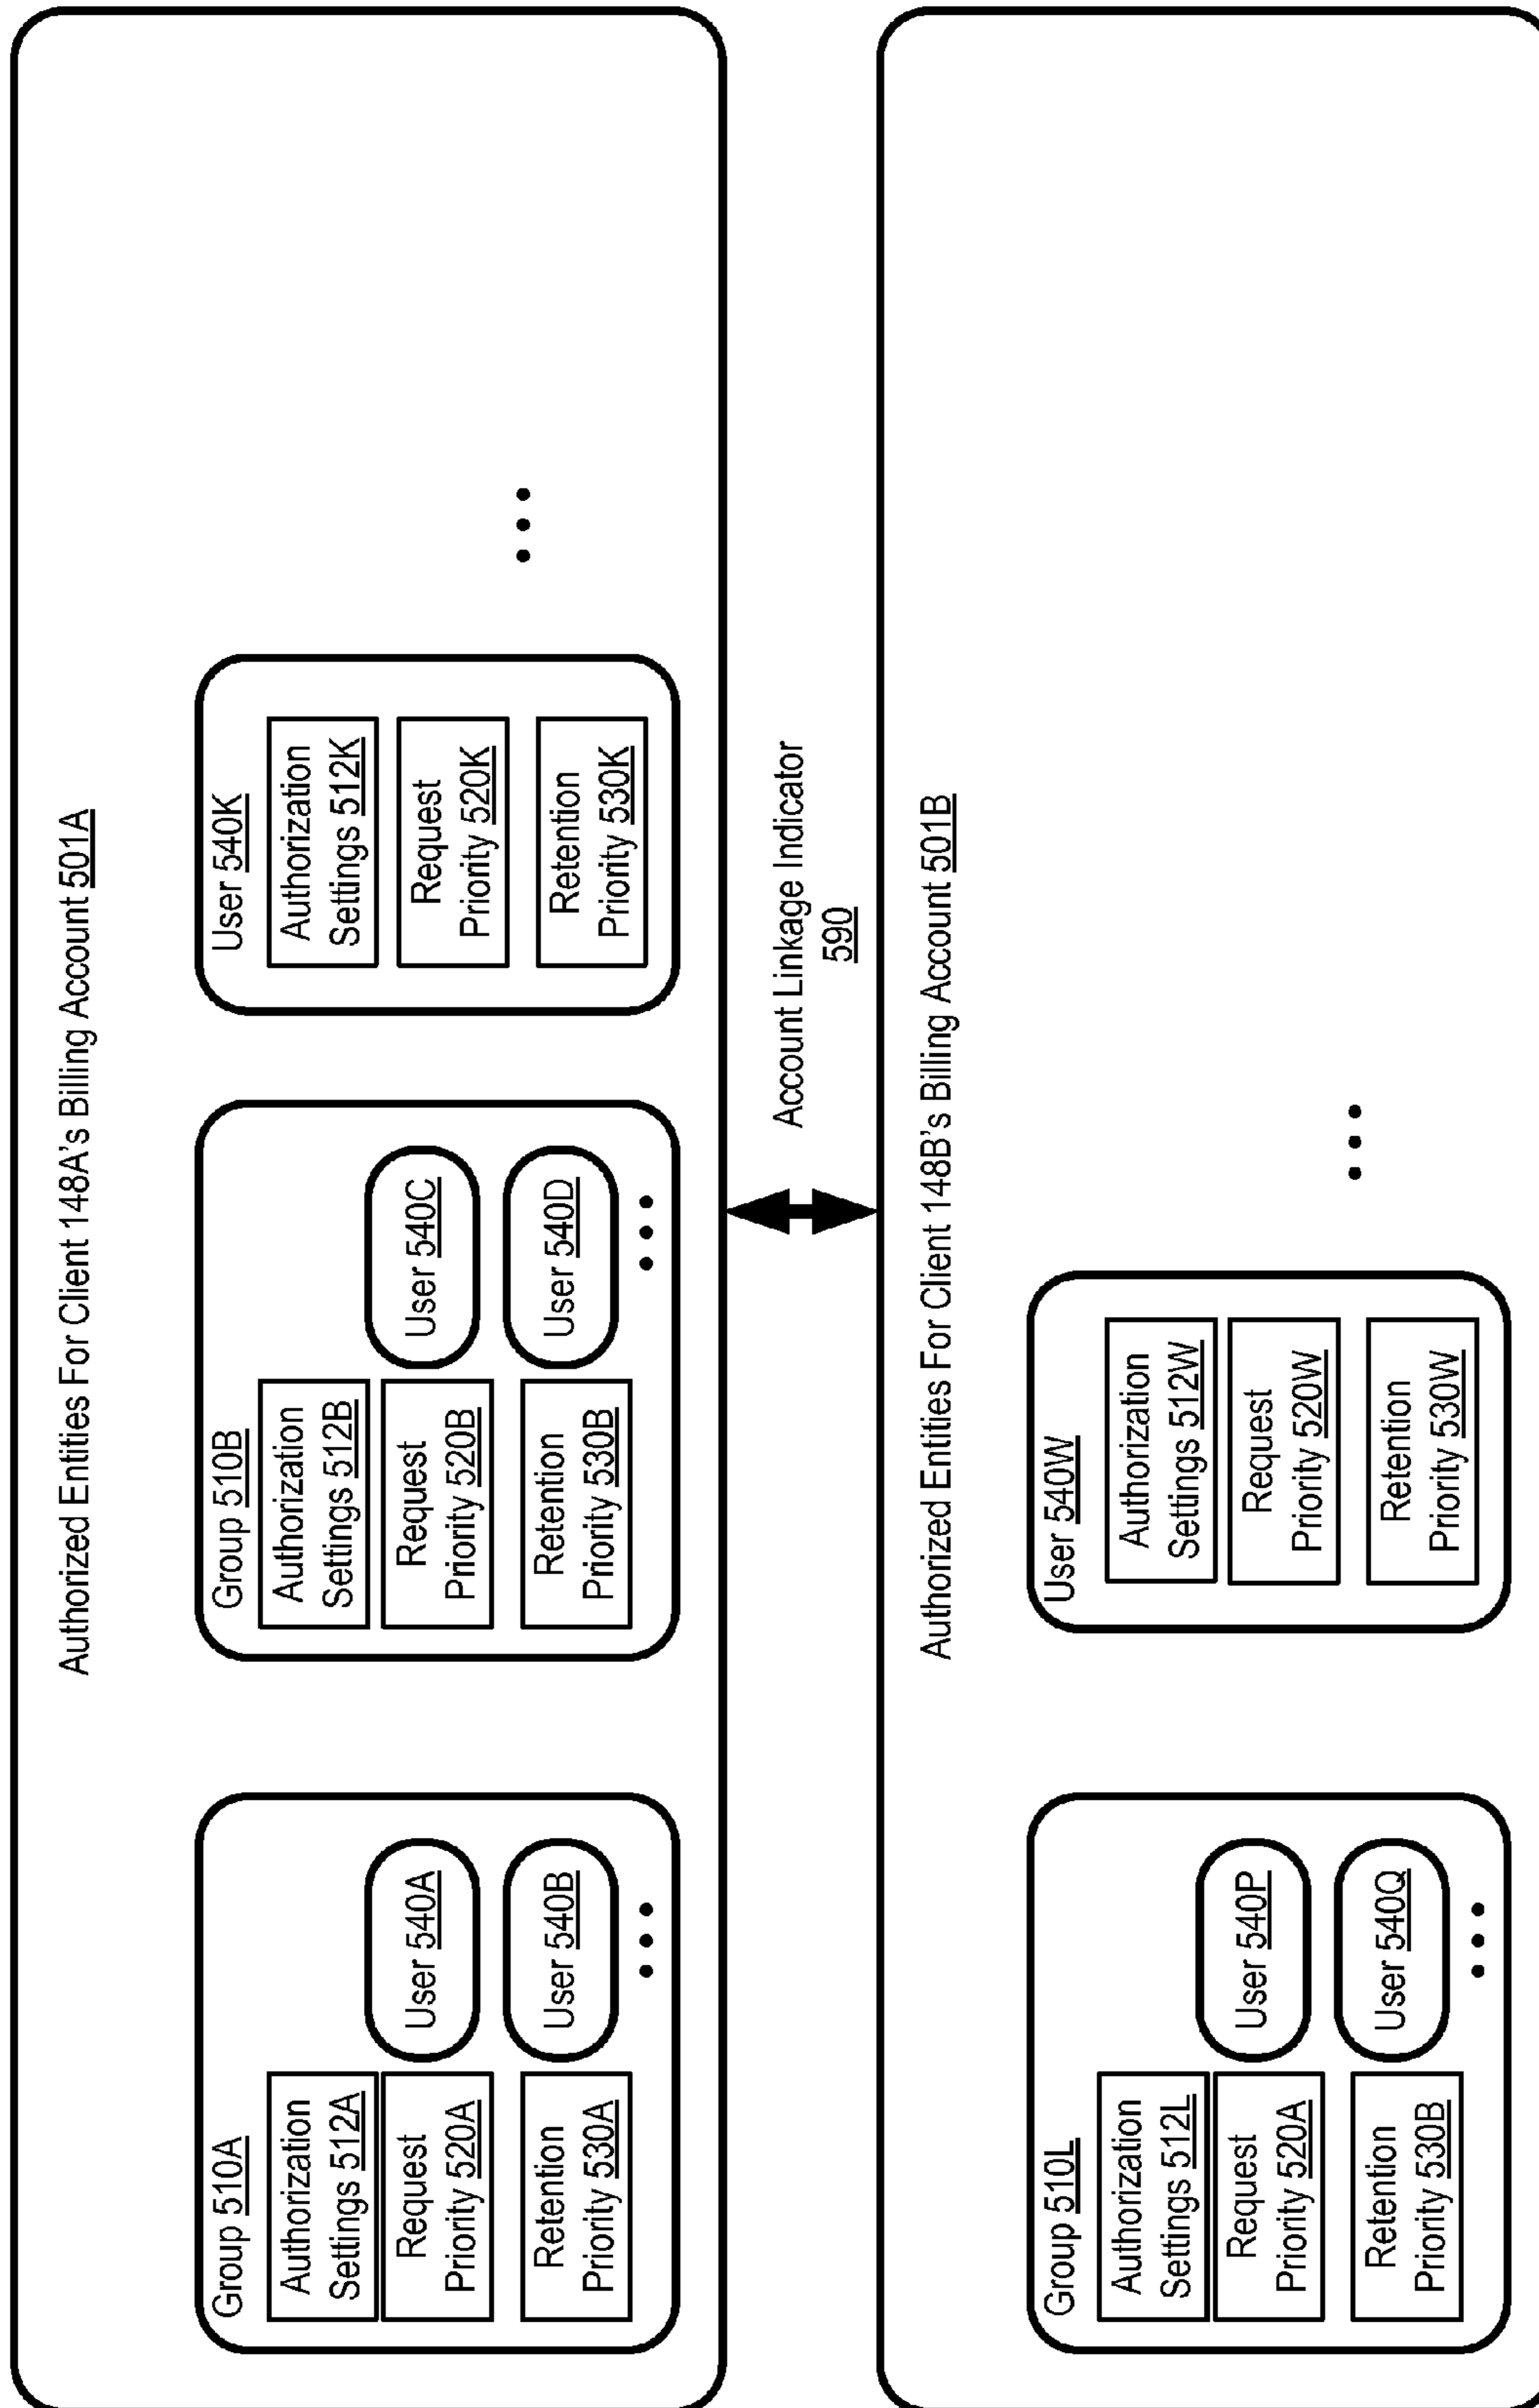 Authorized Entities For Client 148A's Billing Account 501A
Group 510A
Authorization
Settings 512A
Request
Priority 520A
Retention
Priority 530A
User 540A
User 540B
Group 510B
Authorization
Settings 512B
Request
Priority 520B
Retention
Priority 530B
User 540C
User 540D
User 540K
Authorization
Settings 512K
Request
Priority 520K
Retention
Priority 530K
Account Linkage Indicator
590
Authorized Entities For Client 148B's Billing Account 501B
Group 510L
Authorization
Settings 512L
Request
Priority 520A
Retention
Priority 530B
User 540P
User 540Q
User 540W
Authorization
Settings 512W
Request
Priority 520W
Retention
Priority 530W